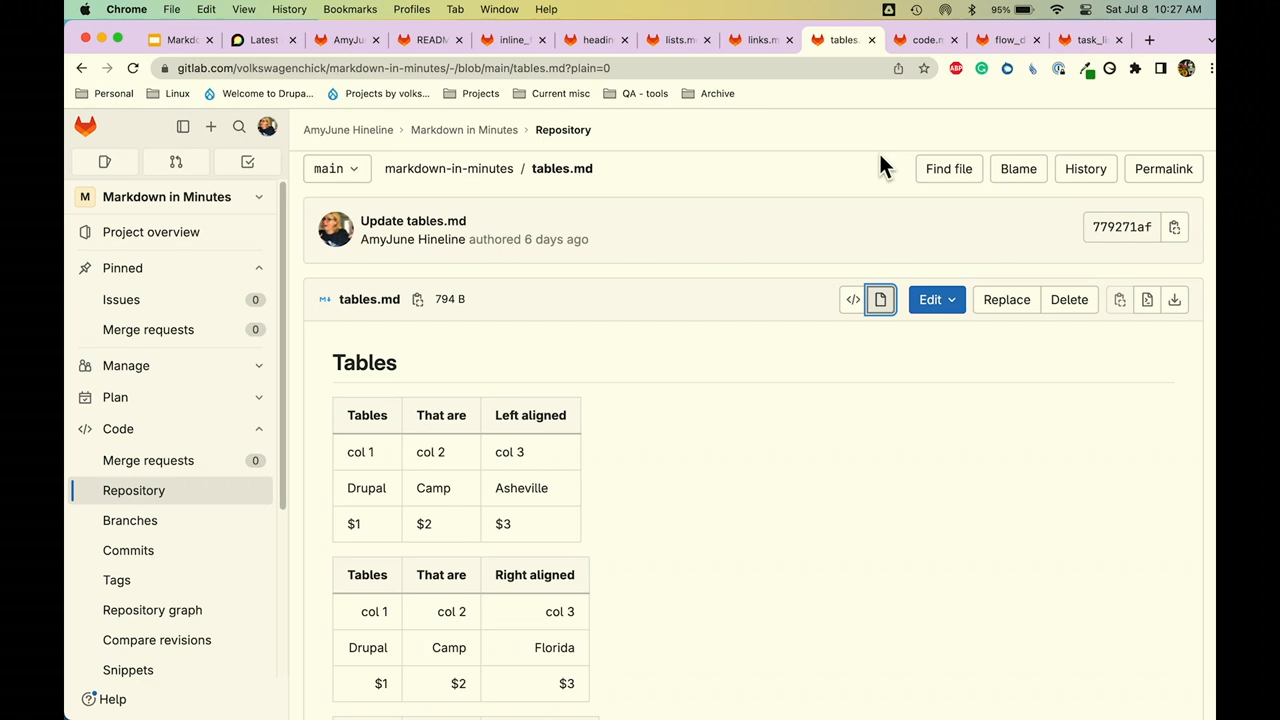 Chrome File Edit View History Bookmarks Profiles Tab Window Help 95% Sat Jul 8 10:27 AM
Markdo Latest AmyJu READM inline_ headin lists.m links.m tables. code.m flow_d task_li
gitlab.com/volkswagenchick/markdown-in-minutes/-/blob/main/tables.md?plain=0 ABP
Personal Linux Welcome to Drupa... Projects by volks... Projects Current misc QA - tools Archive
AmyJune Hineline > Markdown in Minutes > Repository
main markdown-in-minutes / tables.md Find file Blame History Permalink
M Markdown in Minutes
Project overview
Pinned
Issues 0
Merge requests 0
Manage
Plan
Code
Merge requests 0
Repository
Branches
Commits
Tags
Repository graph
Compare revisions
Snippets
Help
Update tables.md
AmyJune Hineline authored 6 days ago
779271af
tables.md 794 B Edit Replace Delete
Tables
Tables That are Left aligned
col 1 col 2 col 3
Drupal Camp Asheville
$1 $2 $3
Tables That are Right aligned
col 1 col 2 col 3
Drupal Camp Florida
$1 $2 $3